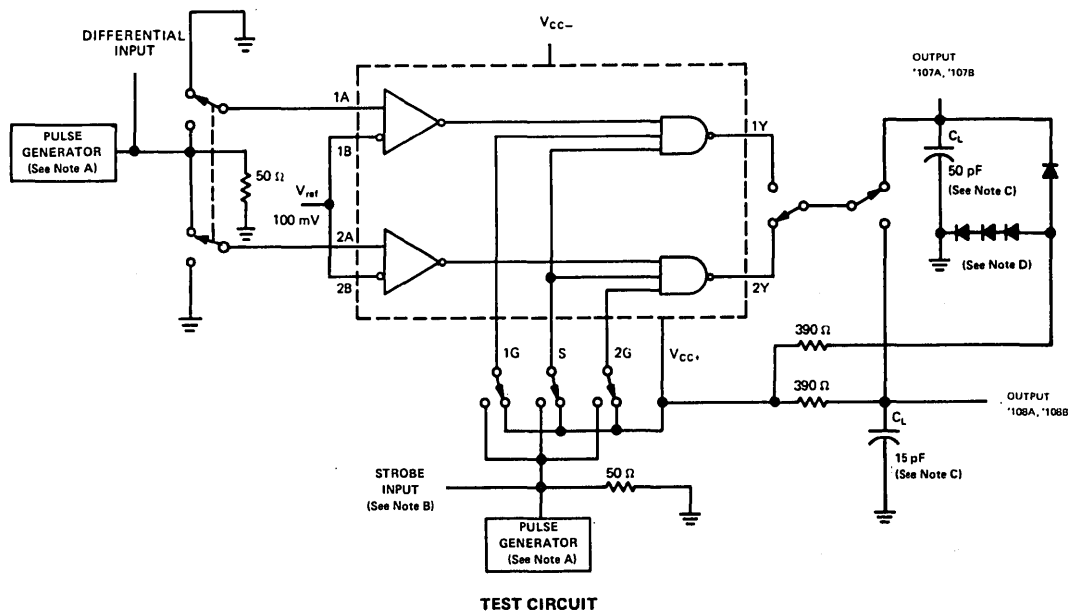 DIFFERENTIAL
INPUT
PULSE
GENERATOR
(See Note A)
50 Ω
Vref
100 mV
VCC−
1A
1B
2A
2B
1Y
2Y
OUTPUT
'107A, '107B
CL
50 pF
(See Note C)
(See Note D)
1G
S
2G
VCC+
390 Ω
390 Ω
OUTPUT
'108A, '108B
CL
15 pF
(See Note C)
STROBE
INPUT
(See Note B)
50 Ω
PULSE
GENERATOR
(See Note A)
TEST CIRCUIT